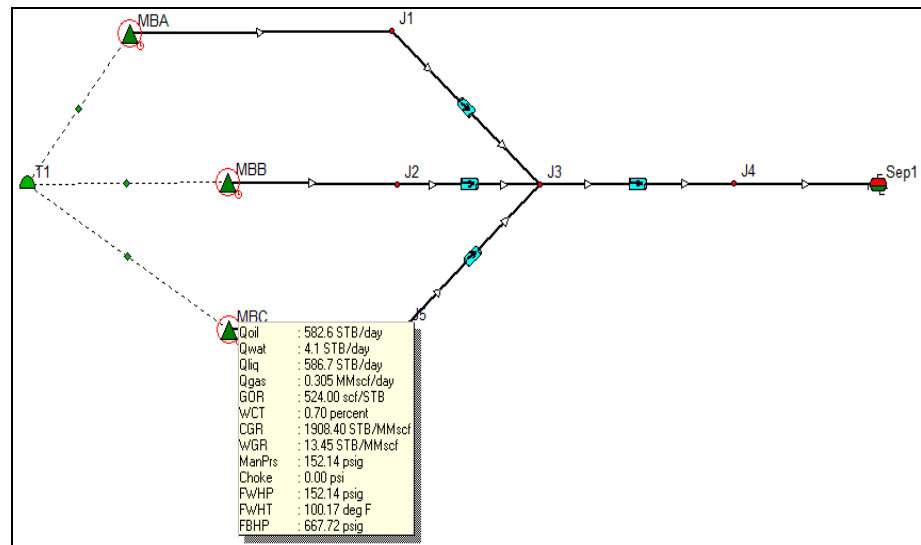 MBA
J1
T1
MBB
J2
J3
J4
Sep1
MBC
J5
Qoil : 582.6 STB/day
Qwat : 4.1 STB/day
Qliq : 586.7 STB/day
Qgas : 0.305 MMscf/day
GOR : 524.00 scf/STB
WCT : 0.70 percent
CGR : 1908.40 STB/MMscf
WGR : 13.45 STB/MMscf
ManPrs : 152.14 psig
Choke : 0.00 psi
FWHP : 152.14 psig
FWHT : 100.17 deg F
FBHP : 667.72 psig